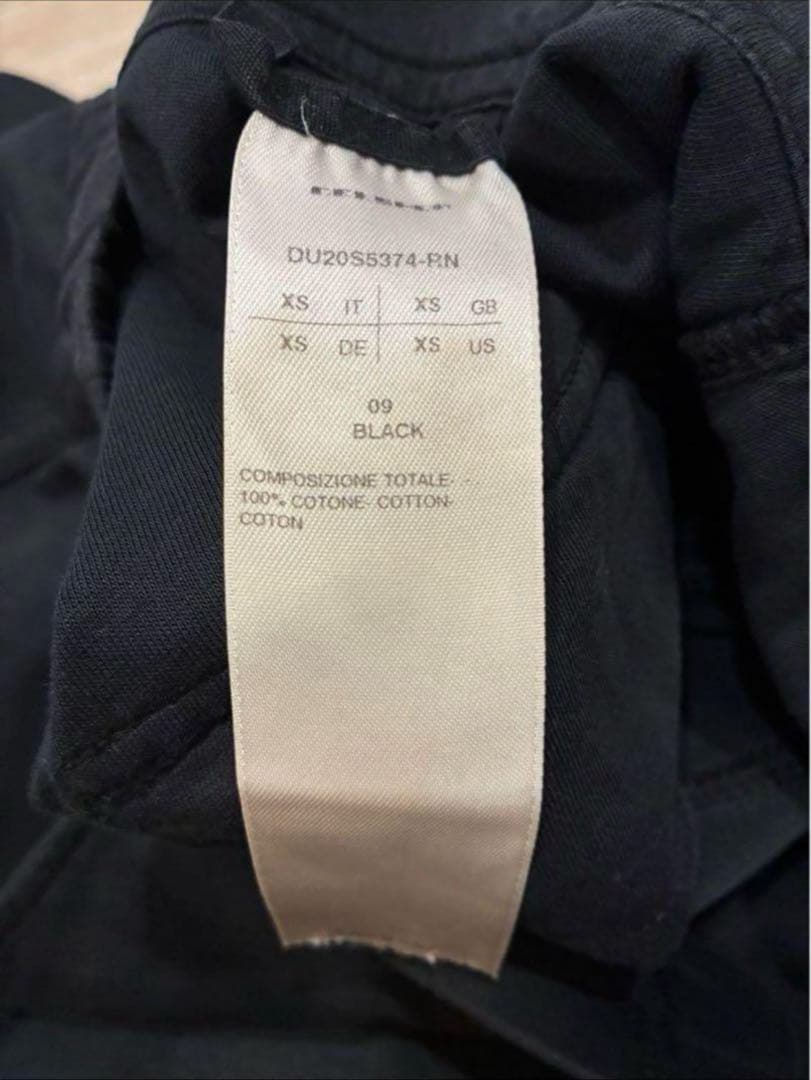 DU20S5374-RN
XS IT XS GB
XS DE XS US
09
BLACK
COMPOSIZIONE TOTALE- -
100% COTONE- COTTON-
COTON